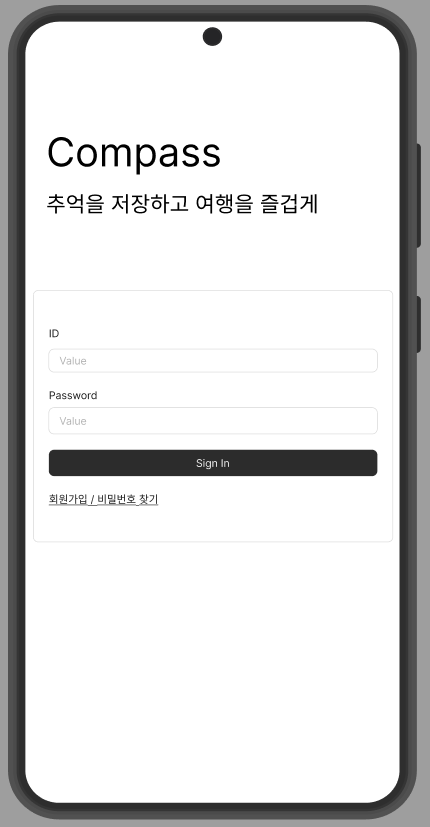 Compass
추억을 저장하고 여행을 즐겁게
ID
Value
Password
Value
Sign In
회원가입 / 비밀번호 찾기